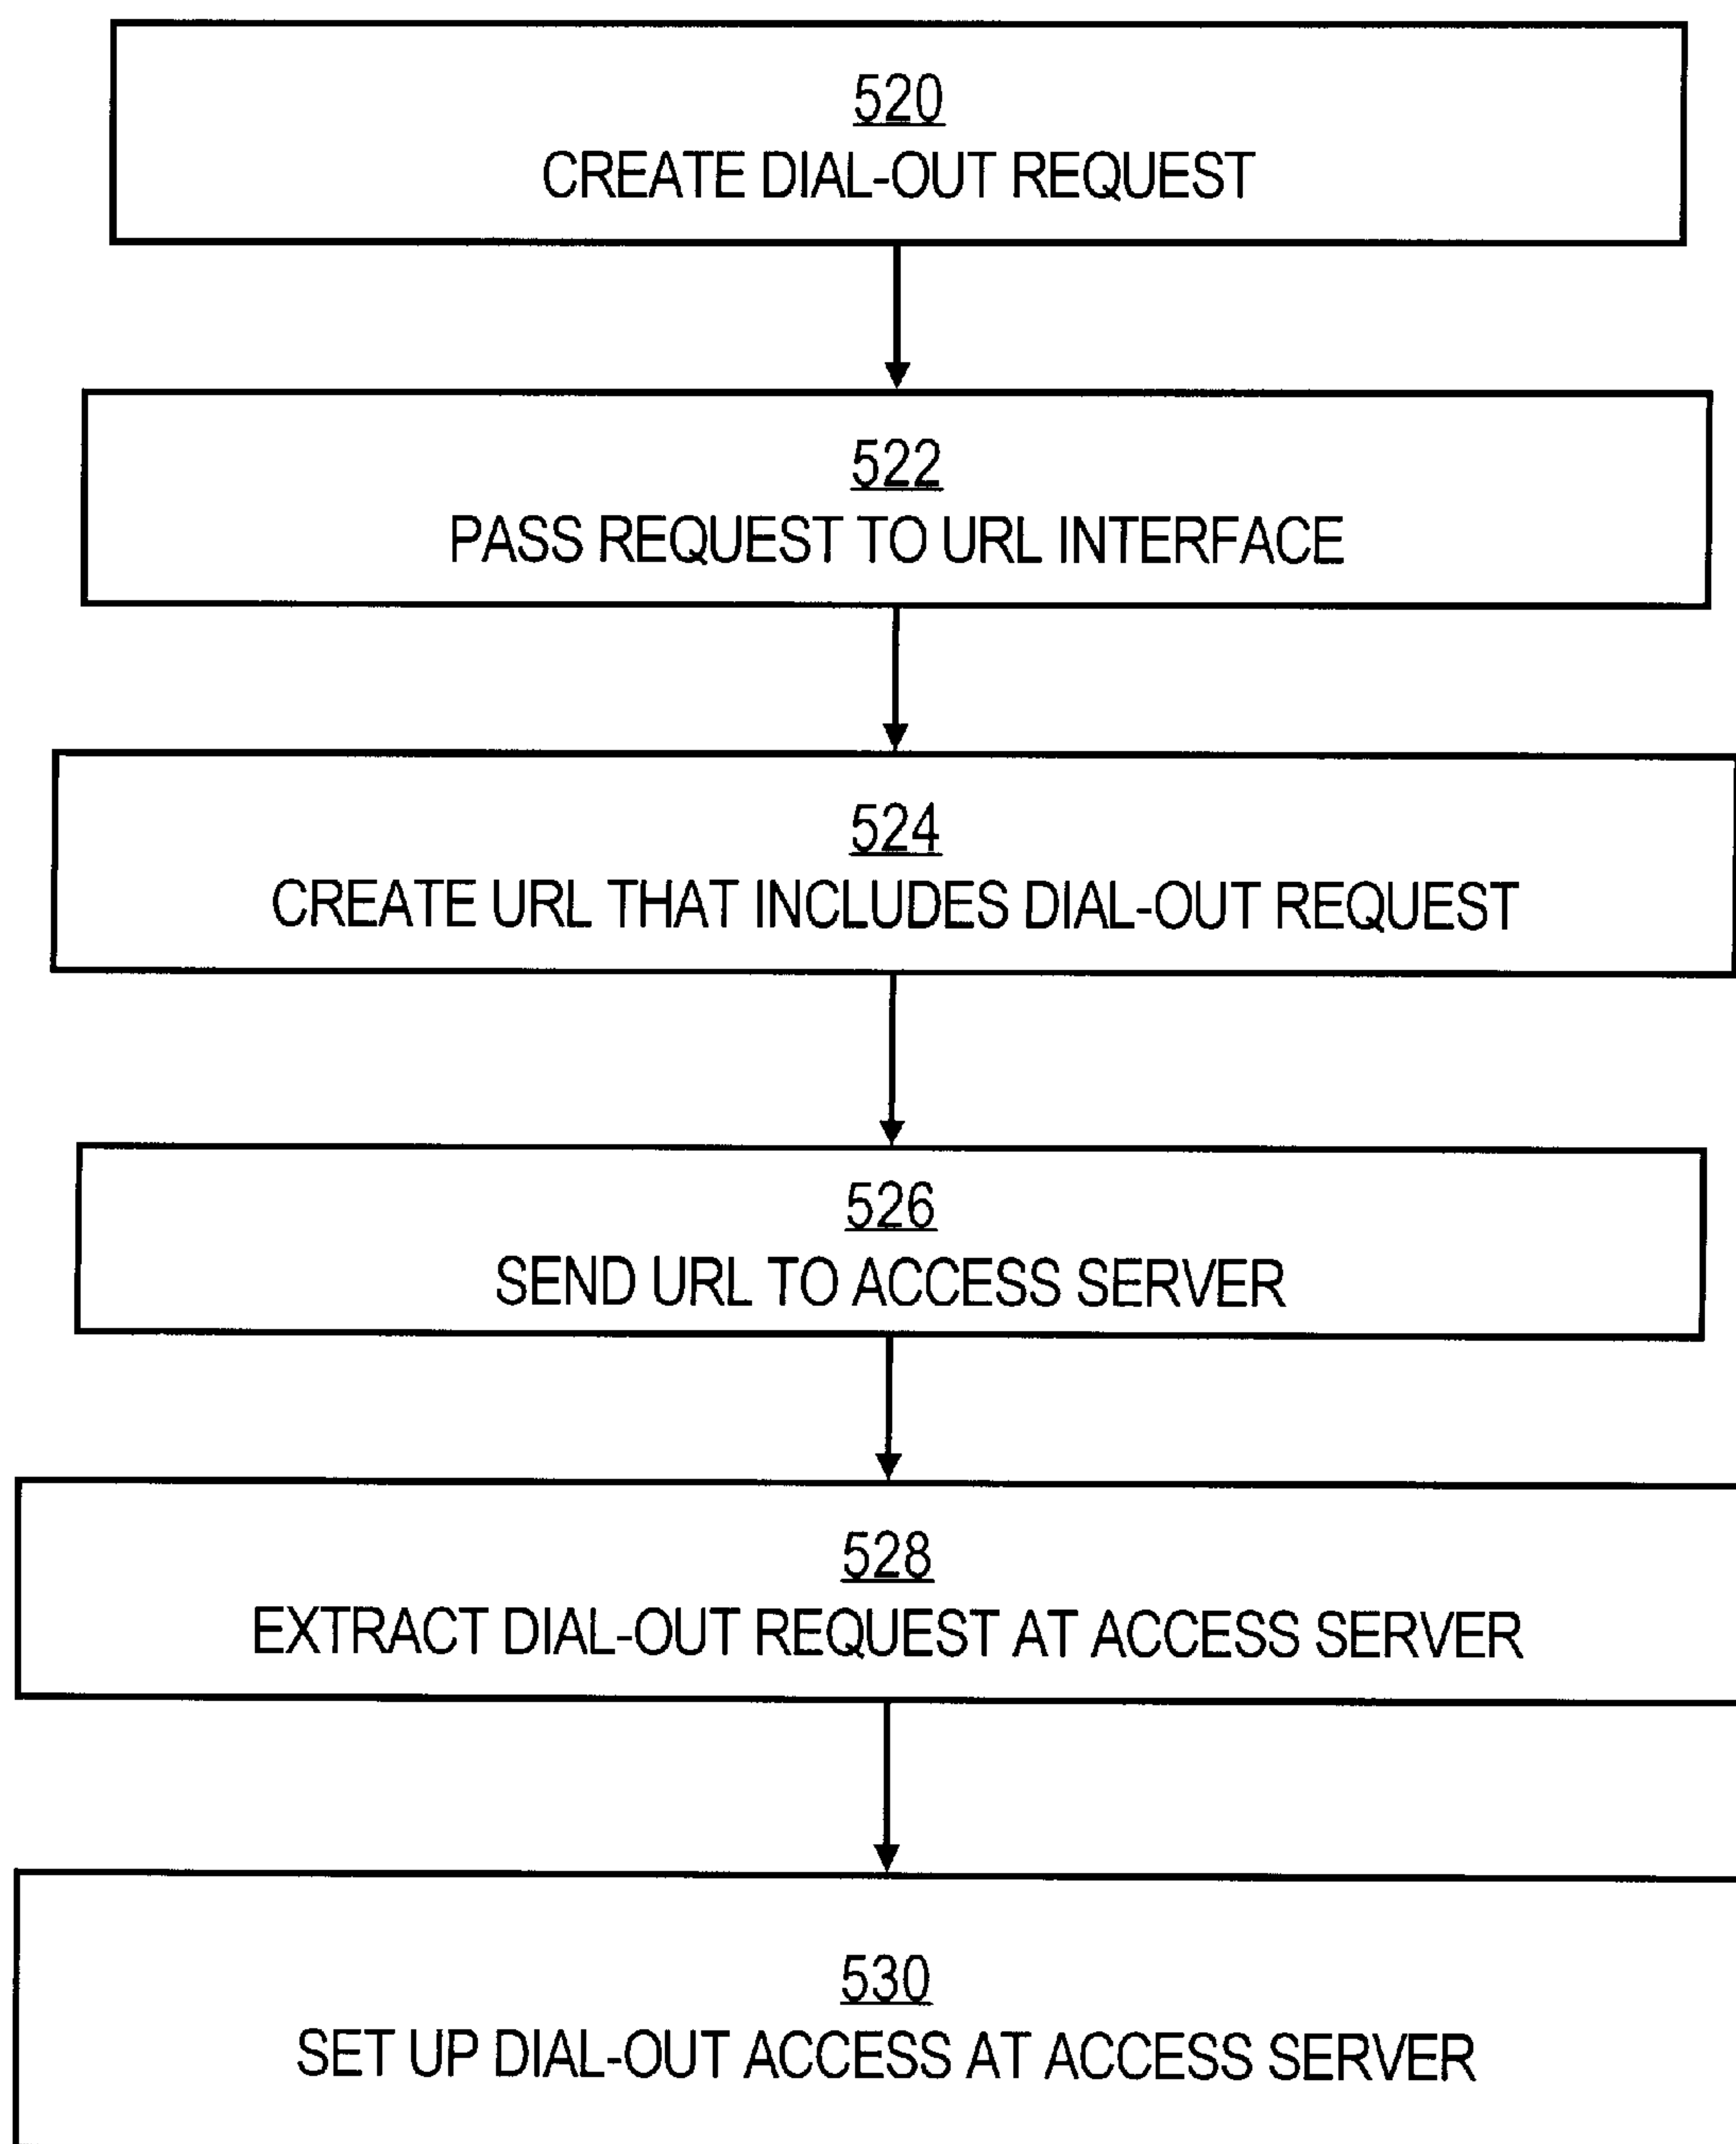 520
CREATE DIAL-OUT REQUEST
522
PASS REQUEST TO URL INTERFACE
524
CREATE URL THAT INCLUDES DIAL-OUT REQUEST
526
SEND URL TO ACCESS SERVER
528
EXTRACT DIAL-OUT REQUEST AT ACCESS SERVER
530
SET UP DIAL-OUT ACCESS AT ACCESS SERVER